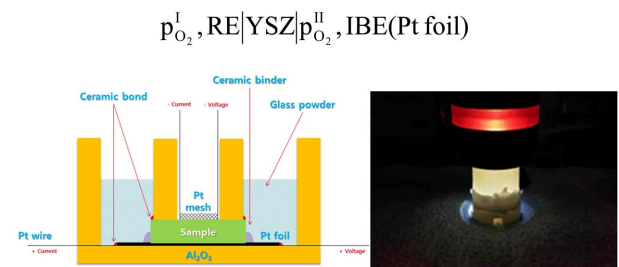 p^I_O₂, RE|YSZ|p^II_O₂, IBE(Pt foil)
Ceramic binder
Ceramic bond
- Current
- Voltage
Glass powder
Pt
mesh
Sample
Pt wire
Pt foil
+ Current
Al₂O₃
+ Voltage